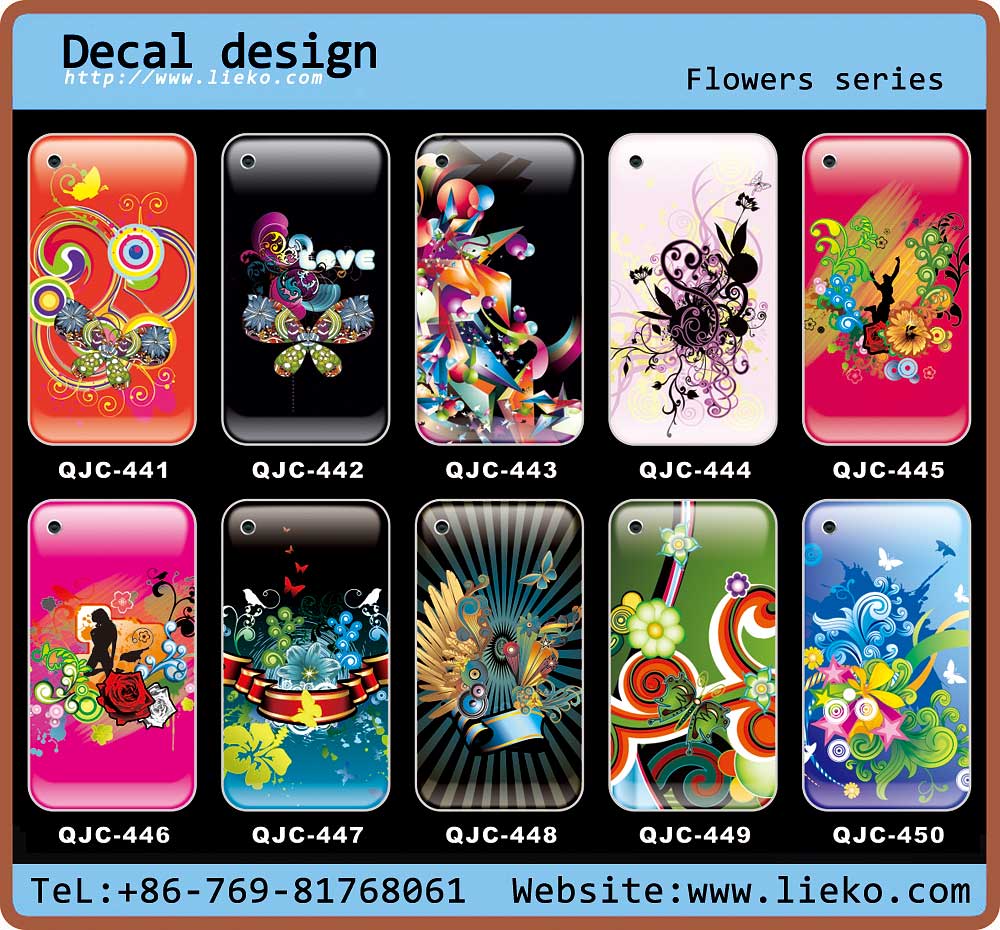 Decal design
http://www.lieko.com
Flowers series
LOVE
QJC-441 QJC-442 QJC-443 QJC-444 QJC-445
QJC-446 QJC-447 QJC-448 QJC-449 QJC-450
TeL:+86-769-81768061 Website:www.lieko.com